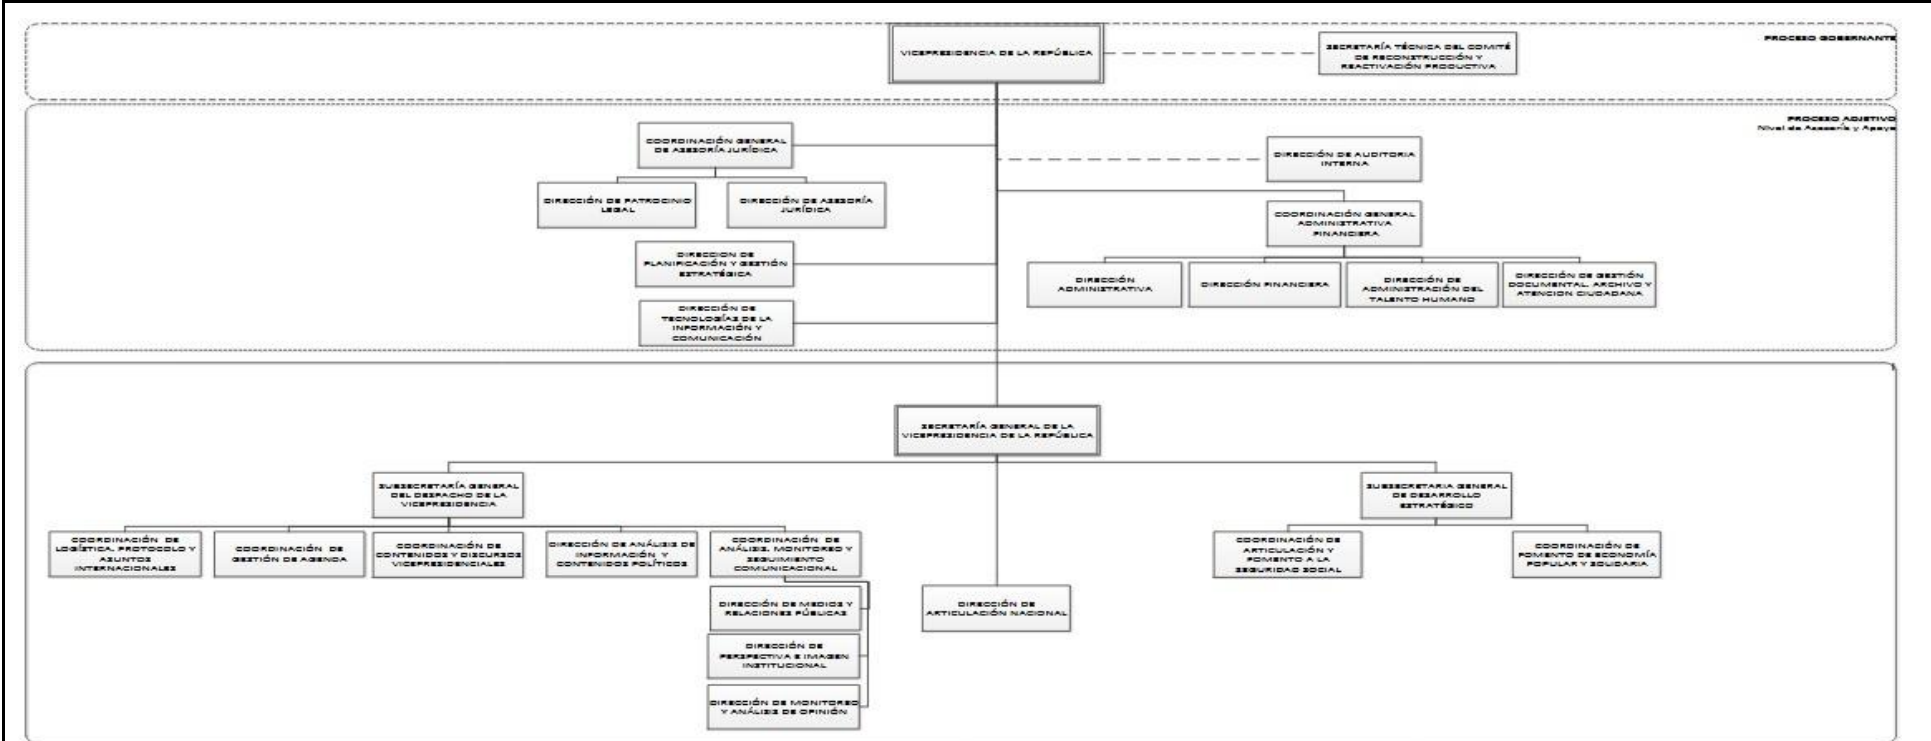 VICEPRESIDENCIA DE LA REPÚBLICA
SECRETARÍA TÉCNICA DEL COMITÉ
DE RECONSTRUCCIÓN Y
REACTIVACIÓN PRODUCTIVA
PROCESO GOBERNANTE
PROCESO ADJETIVO
Nivel de Asesoría y Apoyo
COORDINACIÓN GENERAL
DE ASESORÍA JURÍDICA
DIRECCIÓN DE AUDITORIA
INTERNA
DIRECCIÓN DE PATROCINIO
LEGAL
DIRECCIÓN DE ASESORÍA
JURÍDICA
COORDINACIÓN GENERAL
ADMINISTRATIVA
FINANCIERA
DIRECCION DE
PLANIFICACIÓN Y GESTIÓN
ESTRATÉGICA
DIRECCIÓN
ADMINISTRATIVA
DIRECCIÓN FINANCIERA
DIRECCIÓN DE
ADMINISTRACIÓN DEL
TALENTO HUMANO
DIRECCIÓN DE GESTIÓN
DOCUMENTAL, ARCHIVO Y
ATENCION CIUDADANA
DIRECCIÓN DE
TECNOLOGÍAS DE LA
INFORMACIÓN Y
COMUNICACIÓN
SECRETARÍA GENERAL DE LA
VICEPRESIDENCIA DE LA REPÚBLICA
SUBSECRETARÍA GENERAL
DEL DESPACHO DE LA
VICEPRESIDENCIA
SUBSECRETARIA GENERAL
DE DESARROLLO
ESTRATÉGICO
COORDINACIÓN DE
LOGÍSTICA, PROTOCOLO Y
ASUNTOS
INTERNACIONALES
COORDINACIÓN DE
GESTIÓN DE AGENDA
COORDINACIÓN DE
CONTENIDOS Y DISCURSOS
VICEPRESIDENCIALES
DIRECCIÓN DE ANÁLISIS DE
INFORMACIÓN Y
CONTENIDOS POLÍTICOS
COORDINACIÓN DE
ANÁLISIS, MONITOREO Y
SEGUIMIENTO
COMUNICACIONAL
COORDINACIÓN DE
ARTICULACIÓN Y
FOMENTO A LA
SEGURIDAD SOCIAL
COORDINACIÓN DE
FOMENTO DE ECONOMÍA
POPULAR Y SOLIDARIA
DIRECCIÓN DE MEDIOS Y
RELACIONES PÚBLICAS
DIRECCIÓN DE
ARTICULACIÓN NACIONAL
DIRECCIÓN DE
PERSPECTIVA E IMAGEN
INSTITUCIONAL
DIRECCIÓN DE MONITOREO
Y ANÁLISIS DE OPINIÓN